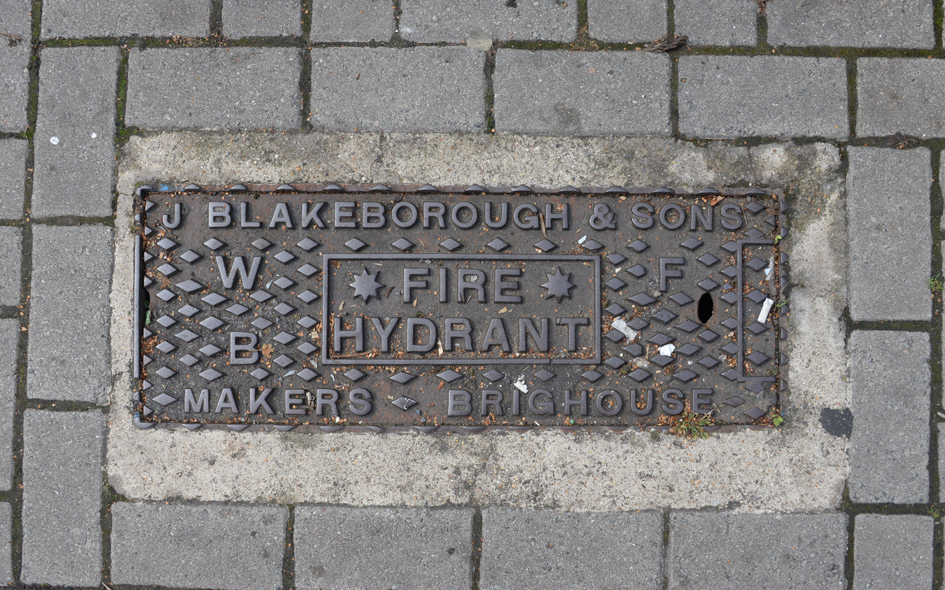 J BLAKEBOROUGH & SONS
W FIRE F
B HYDRANT
MAKERS BRIGHOUSE